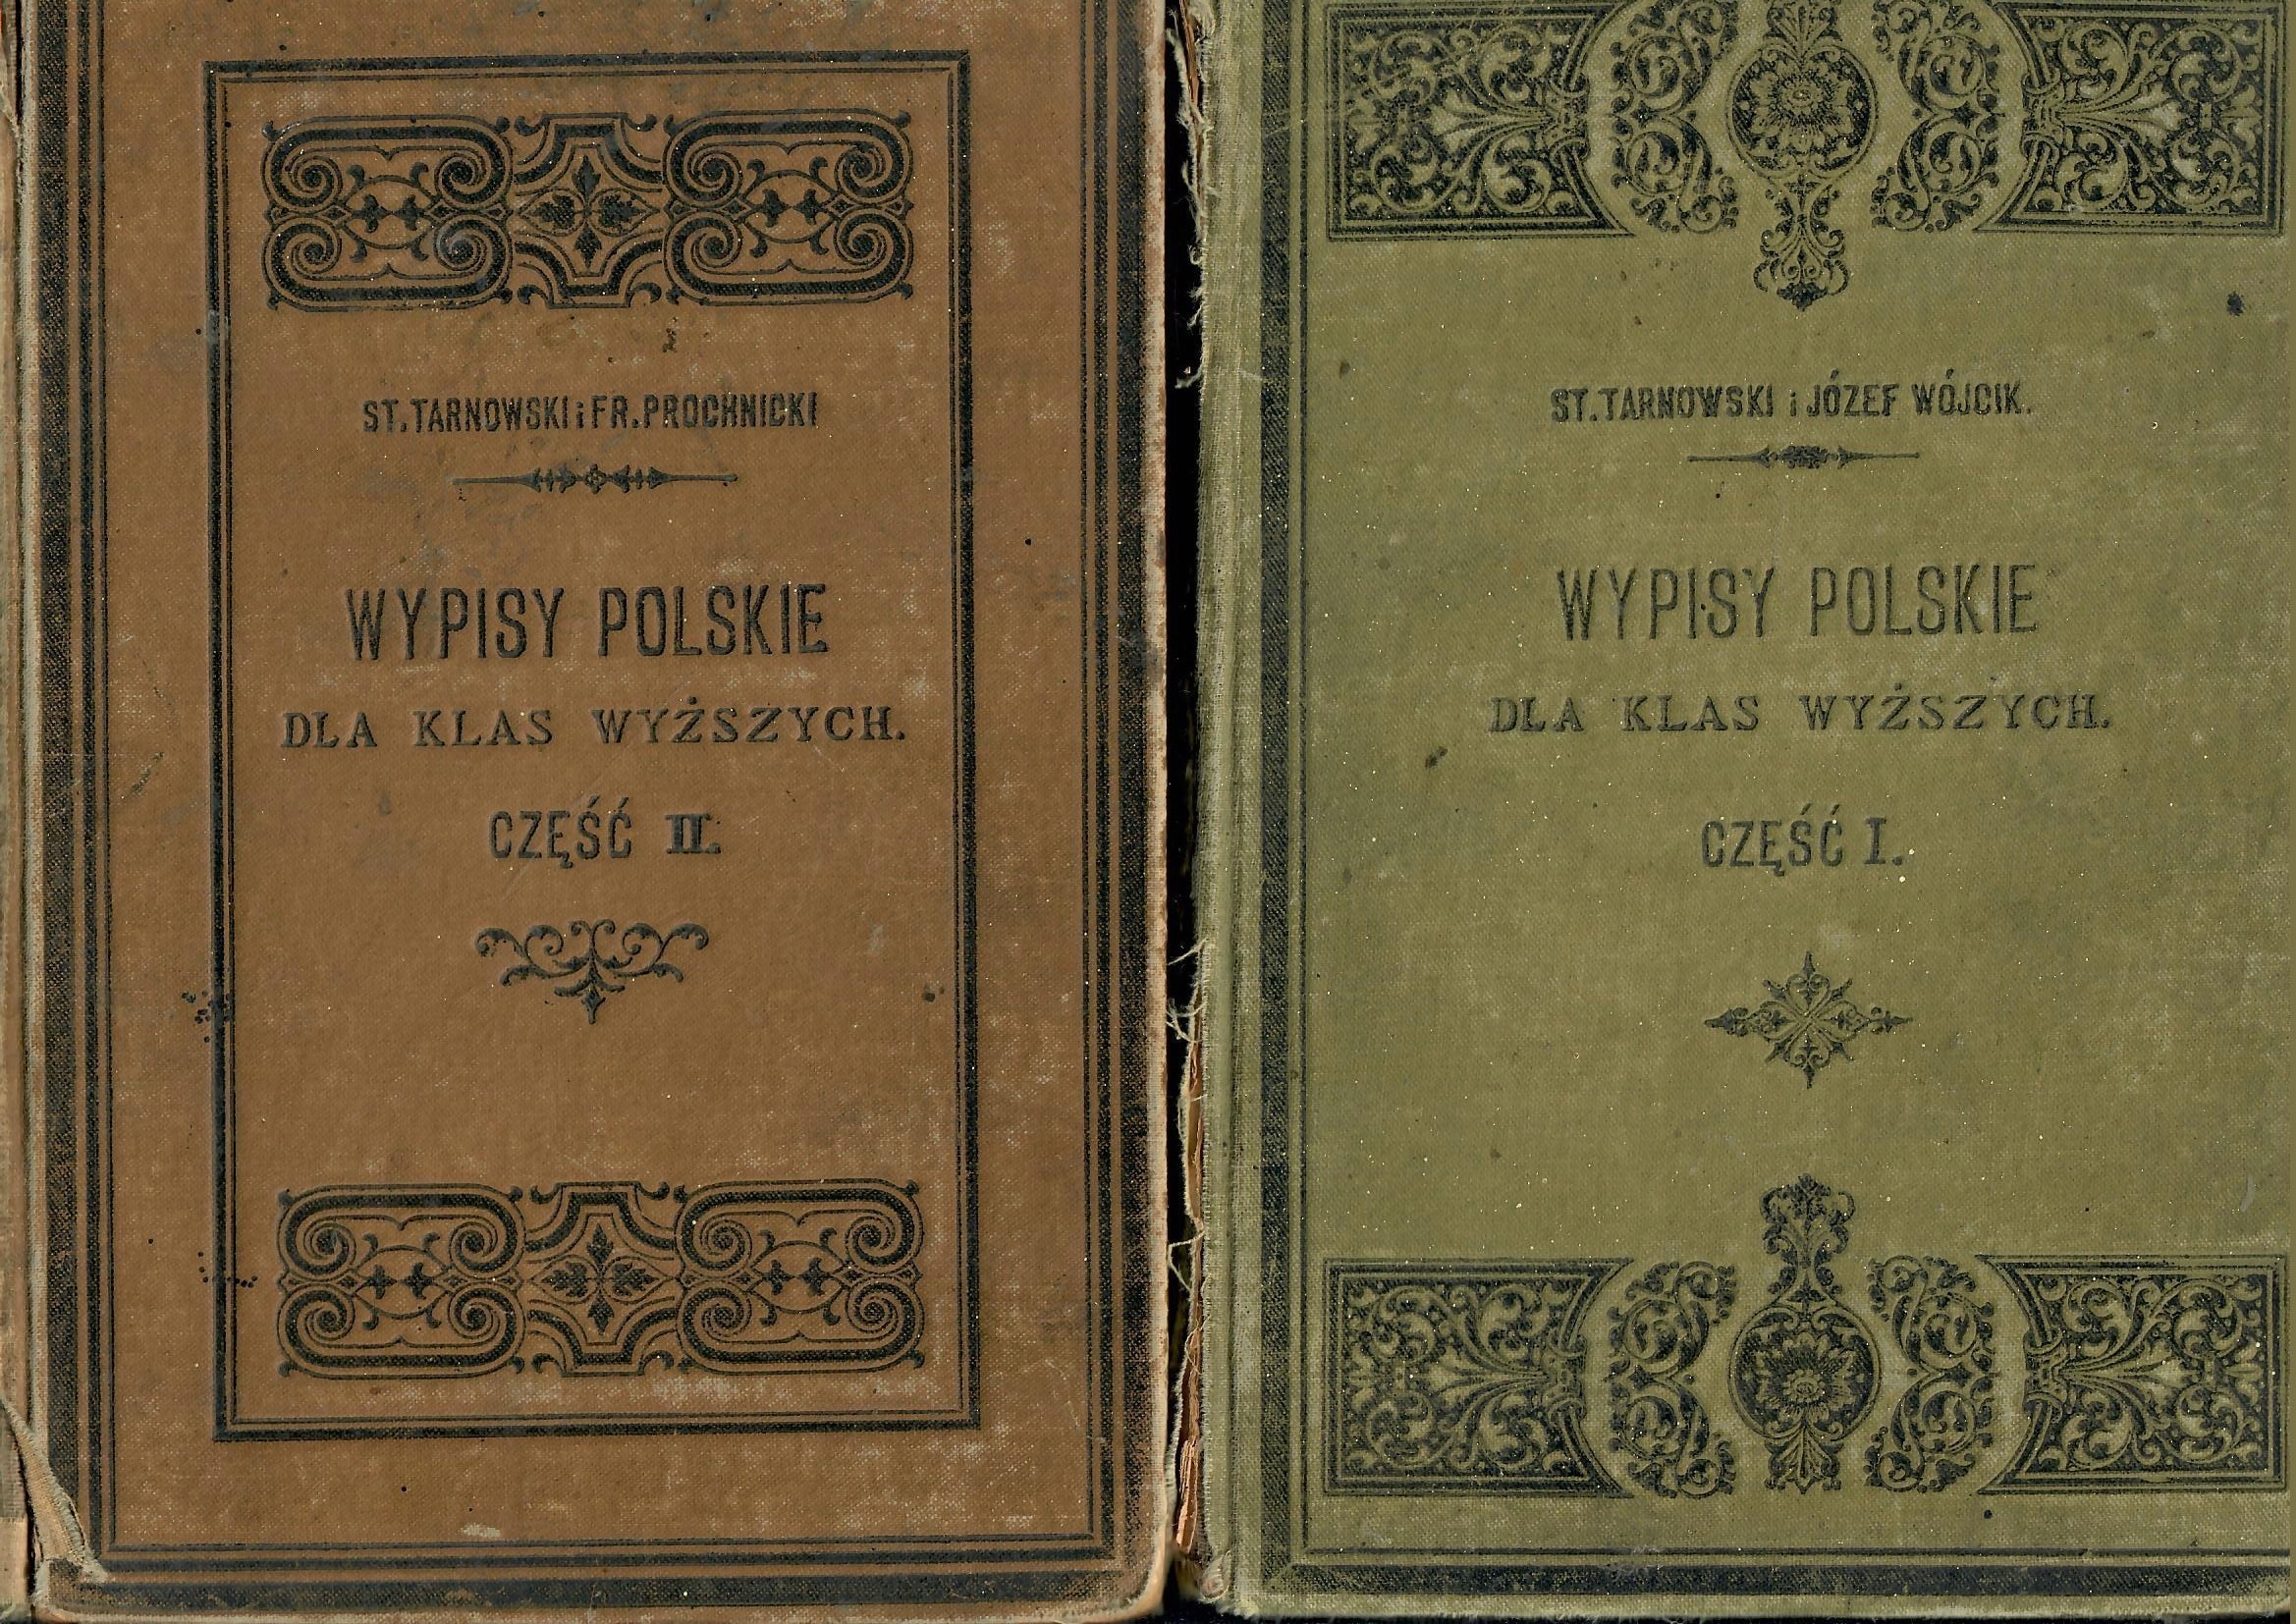 ST. TARNOWSKI i FR. PROCHNICKI
WYPISY POLSKIE
DLA KLAS WYŻSZYCH.
CZĘŚĆ II.
ST. TARNOWSKI i JÓZEF WÓJCIK.
WYPISY POLSKIE
DLA KLAS WYŻSZYCH.
CZĘŚĆ I.